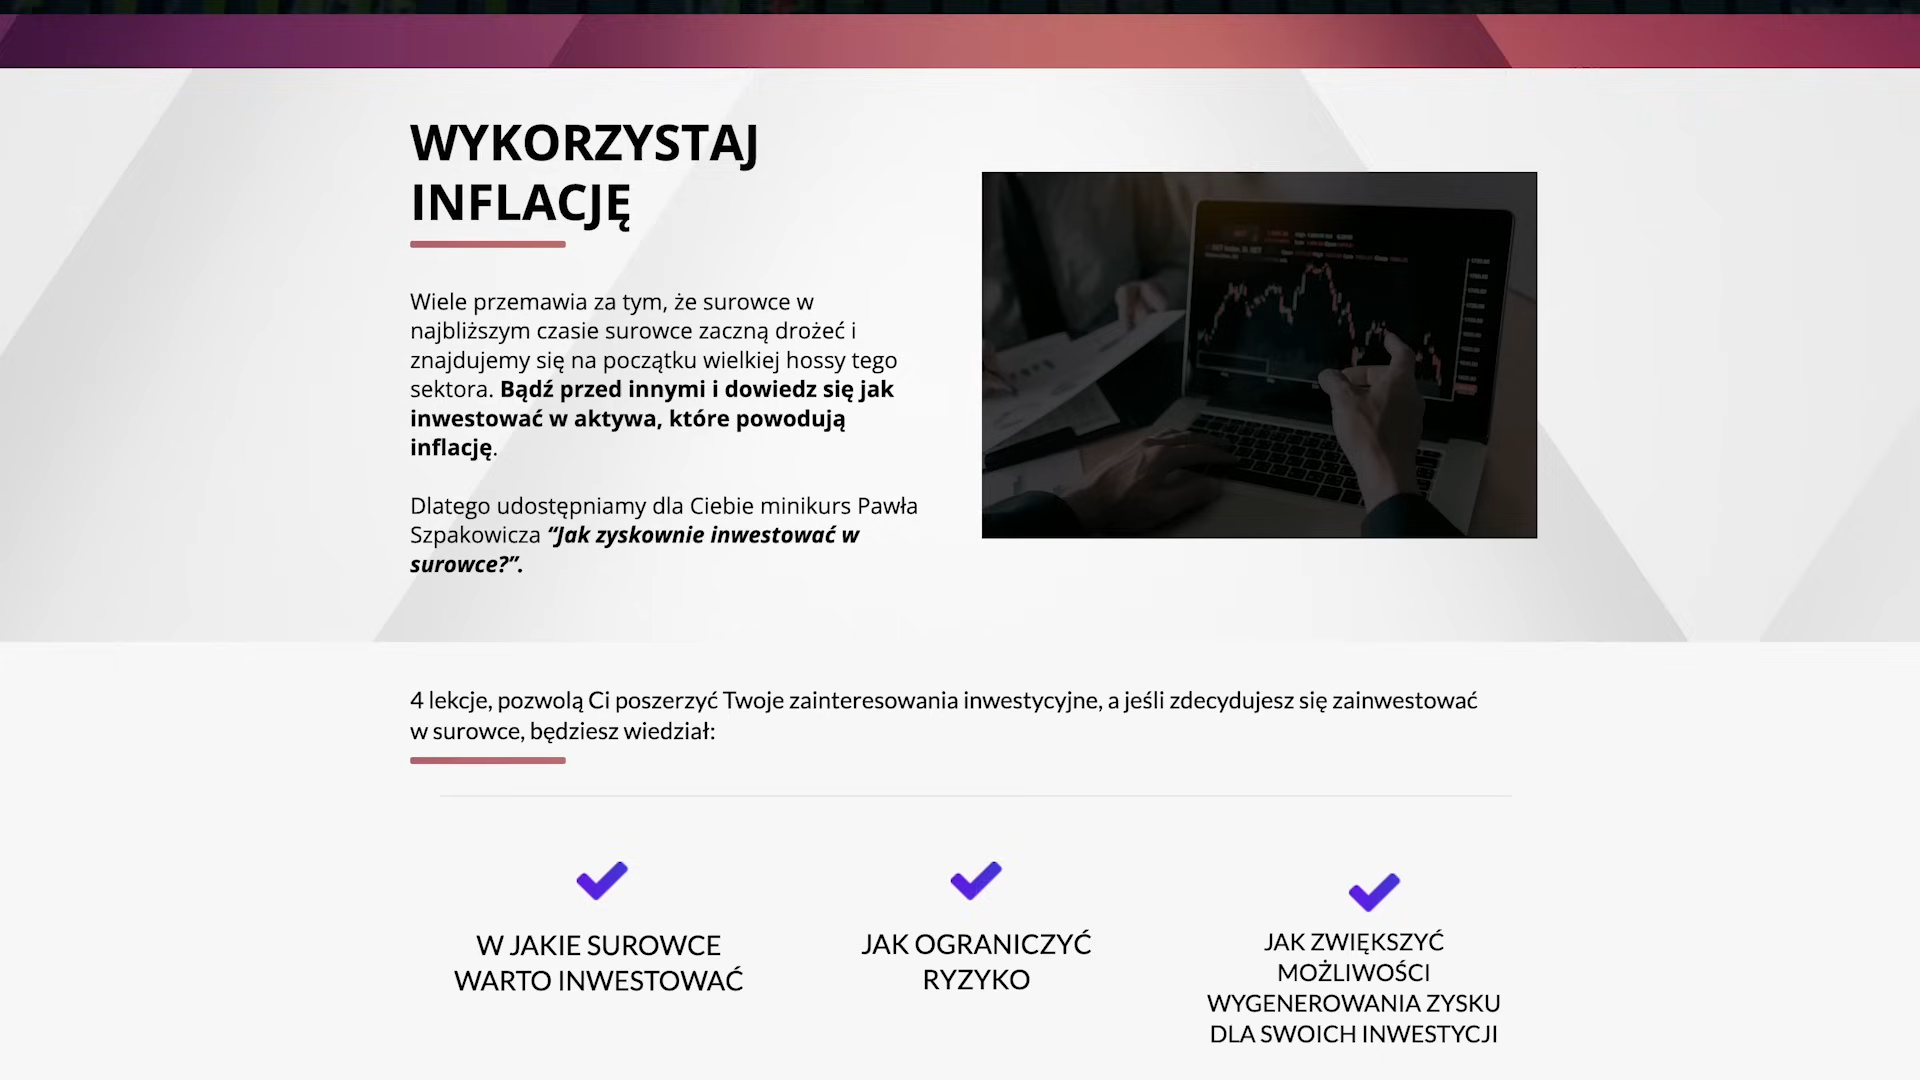 WYKORZYSTAJ
INFLACJĘ
Wiele przemawia za tym, że surowce w
najbliższym czasie surowce zaczną drożeć i
znajdujemy się na początku wielkiej hossy tego
sektora. Bądź przed innymi i dowiedz się jak
inwestować w aktywa, które powodują
inflację.
Dlatego udostępniamy dla Ciebie minikurs Pawła
Szpakowicza “Jak zyskownie inwestować w
surowce?”.
4 lekcje, pozwolą Ci poszerzyć Twoje zainteresowania inwestycyjne, a jeśli zdecydujesz się zainwestować
w surowce, będziesz wiedział:
W JAKIE SUROWCE
WARTO INWESTOWAĆ
JAK OGRANICZYĆ
RYZYKO
JAK ZWIĘKSZYĆ
MOŻLIWOŚCI
WYGENEROWANIA ZYSKU
DLA SWOICH INWESTYCJI